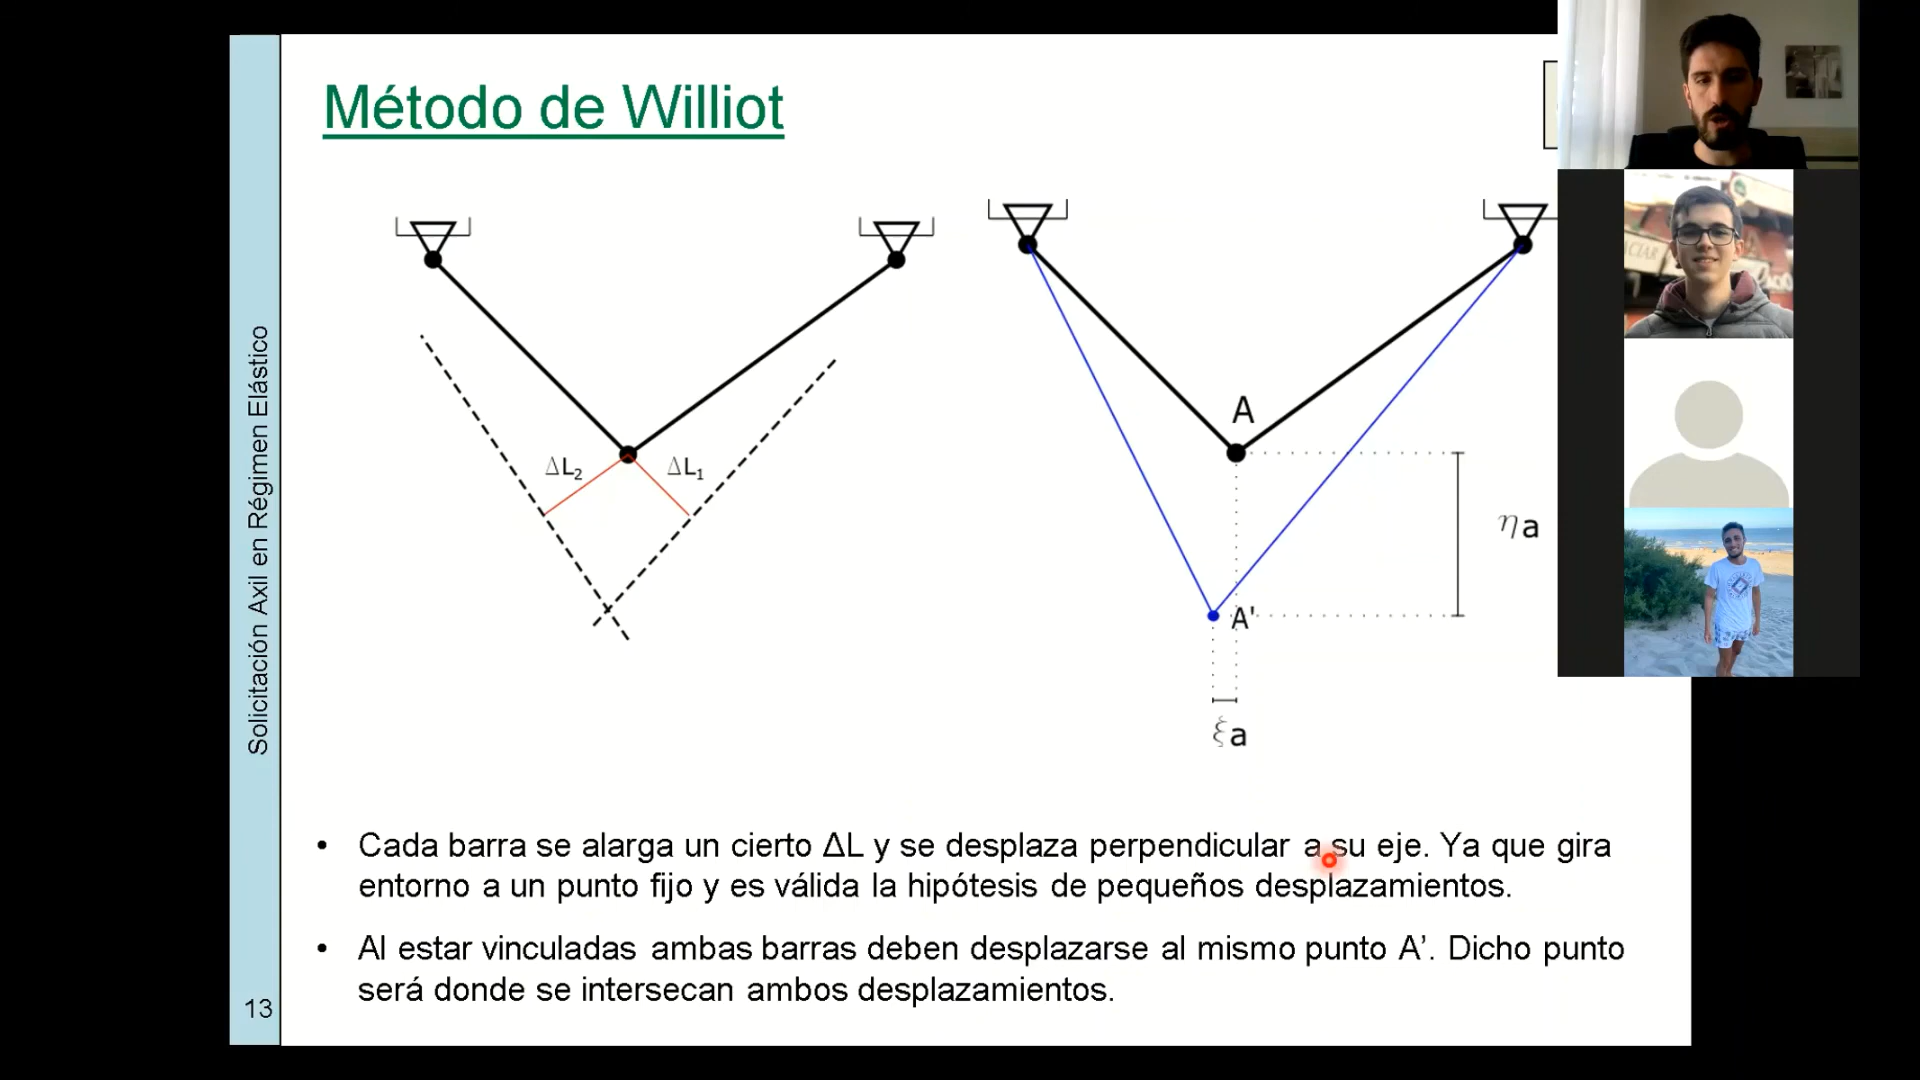 Método de Williot
Solicitación Axil en Régimen Elástico
ΔL₂
ΔL₁
A
ηa
A'
ξa
• Cada barra se alarga un cierto ΔL y se desplaza perpendicular a su eje. Ya que gira
entorno a un punto fijo y es válida la hipótesis de pequeños desplazamientos.
• Al estar vinculadas ambas barras deben desplazarse al mismo punto A’. Dicho punto
será donde se intersecan ambos desplazamientos.
13